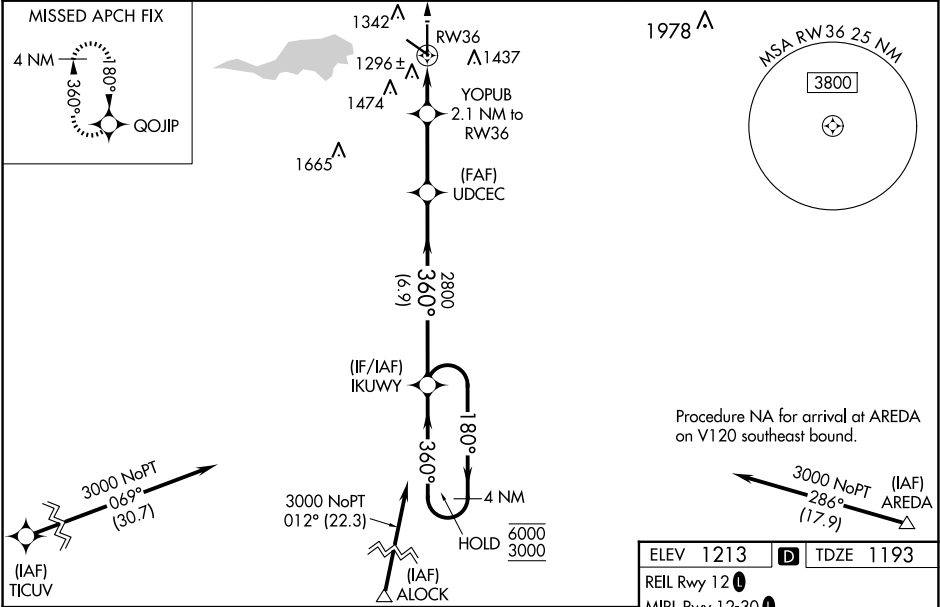 MISSED APCH FIX
4 NM
180°
360°
QOJIP
1342
RW36
1296 ±
1437
1474
YOPUB
2.1 NM to
RW36
1665
(FAF)
UDCEC
1978
MSA RW36 25 NM
3800
2800
360°
(6.9)
(IF/IAF)
IKUWY
180°
360°
4 NM
HOLD
6000
3000
3000 NoPT
069°
(30.7)
(IAF)
TICUV
3000 NoPT
012° (22.3)
(IAF)
ALOCK
Procedure NA for arrival at AREDA
on V120 southeast bound.
3000 NoPT
286°
(17.9)
(IAF)
AREDA
ELEV 1213 D TDZE 1193
REIL Rwy 12 L
MIRL Rwy 12-30 L